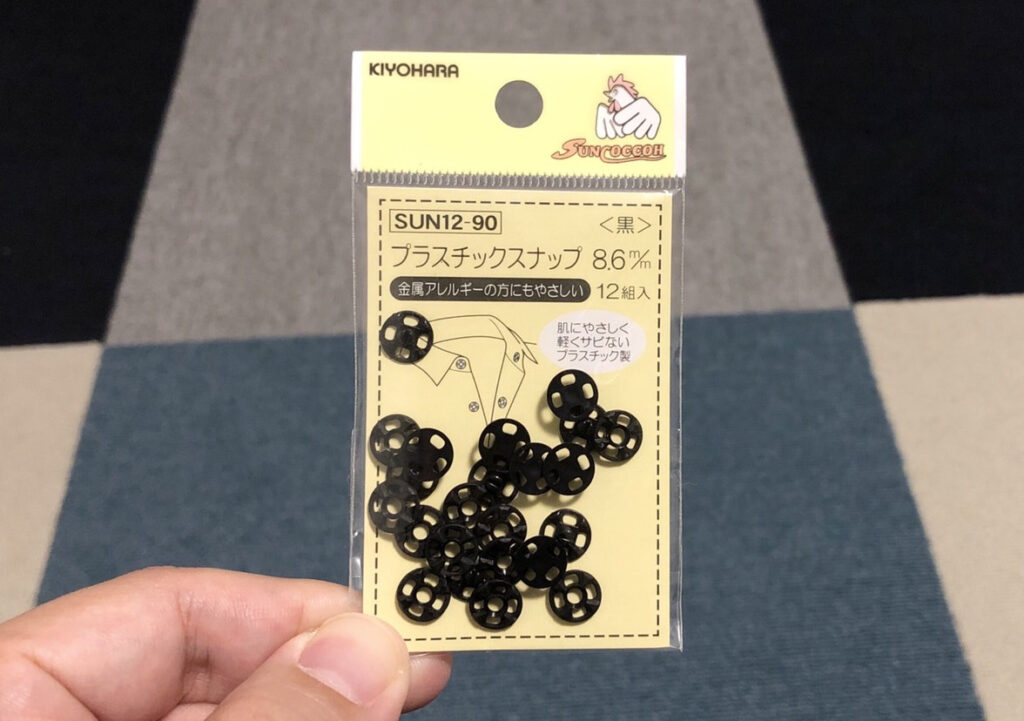 KIYOHARA
SUNCOCCOH
SUN12-90 〈黒〉
プラスチックスナップ 8.6m/m
金属アレルギーの方にもやさしい 12組入
肌にやさしく
軽くサビない
プラスチック製